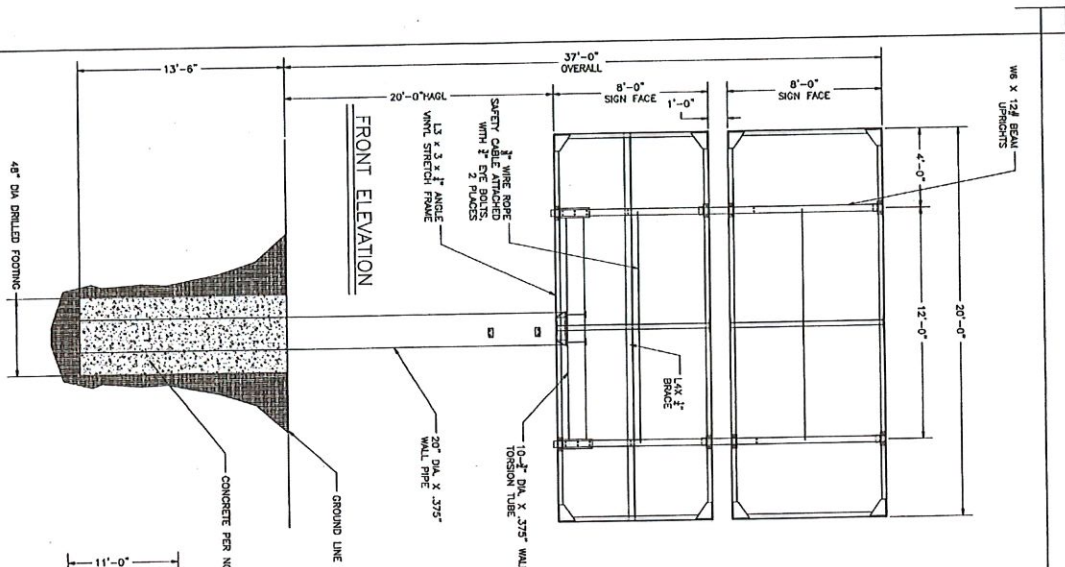 37'-0"
OVERALL
13'-6"
20'-0"HAGL
8'-0"
SIGN FACE
1'-0"
8'-0"
SIGN FACE
W6 X 12# BEAM
UPRIGHTS
4'-0"
12'-0"
20'-0"
WIRE ROPE
SAFETY CABLE ATTACHED
WITH EYE BOLTS,
2 PLACES
L3 x 3 x ANGLE
VINYL STRETCH FRAME
FRONT ELEVATION
L4X
BRACE
DIA. X .375" WALL
TORSION TUBE
20" DIA. X .375"
WALL PIPE
GROUND LINE
CONCRETE PER
48" DIA DRILLED FOOTING
11'-0"